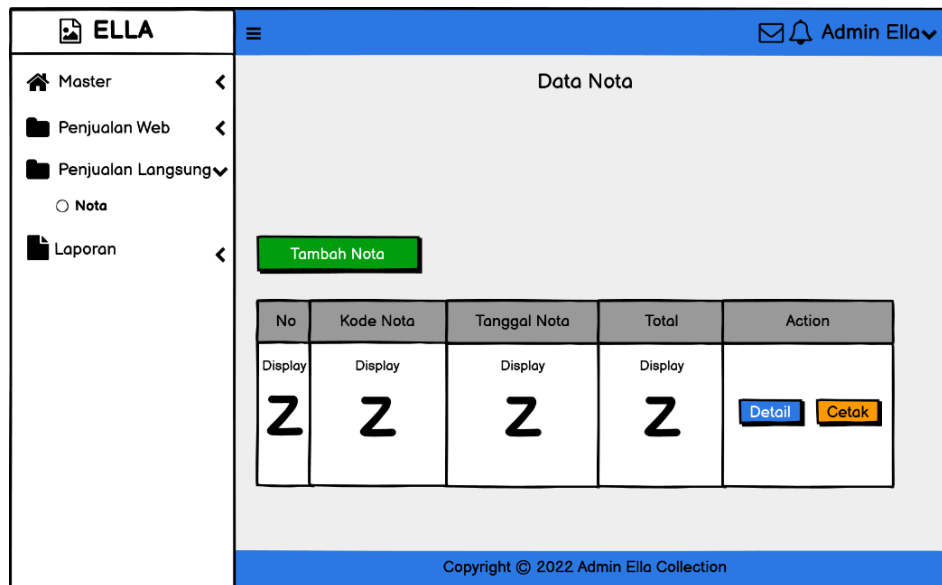 ELLA
Admin Ella
Master
Penjualan Web
Penjualan Langsung
Nota
Laporan
Data Nota
Tambah Nota
No Kode Nota Tanggal Nota Total Action
Display Display Display Display
Z Z Z Z
Detail Cetak
Copyright © 2022 Admin Ella Collection